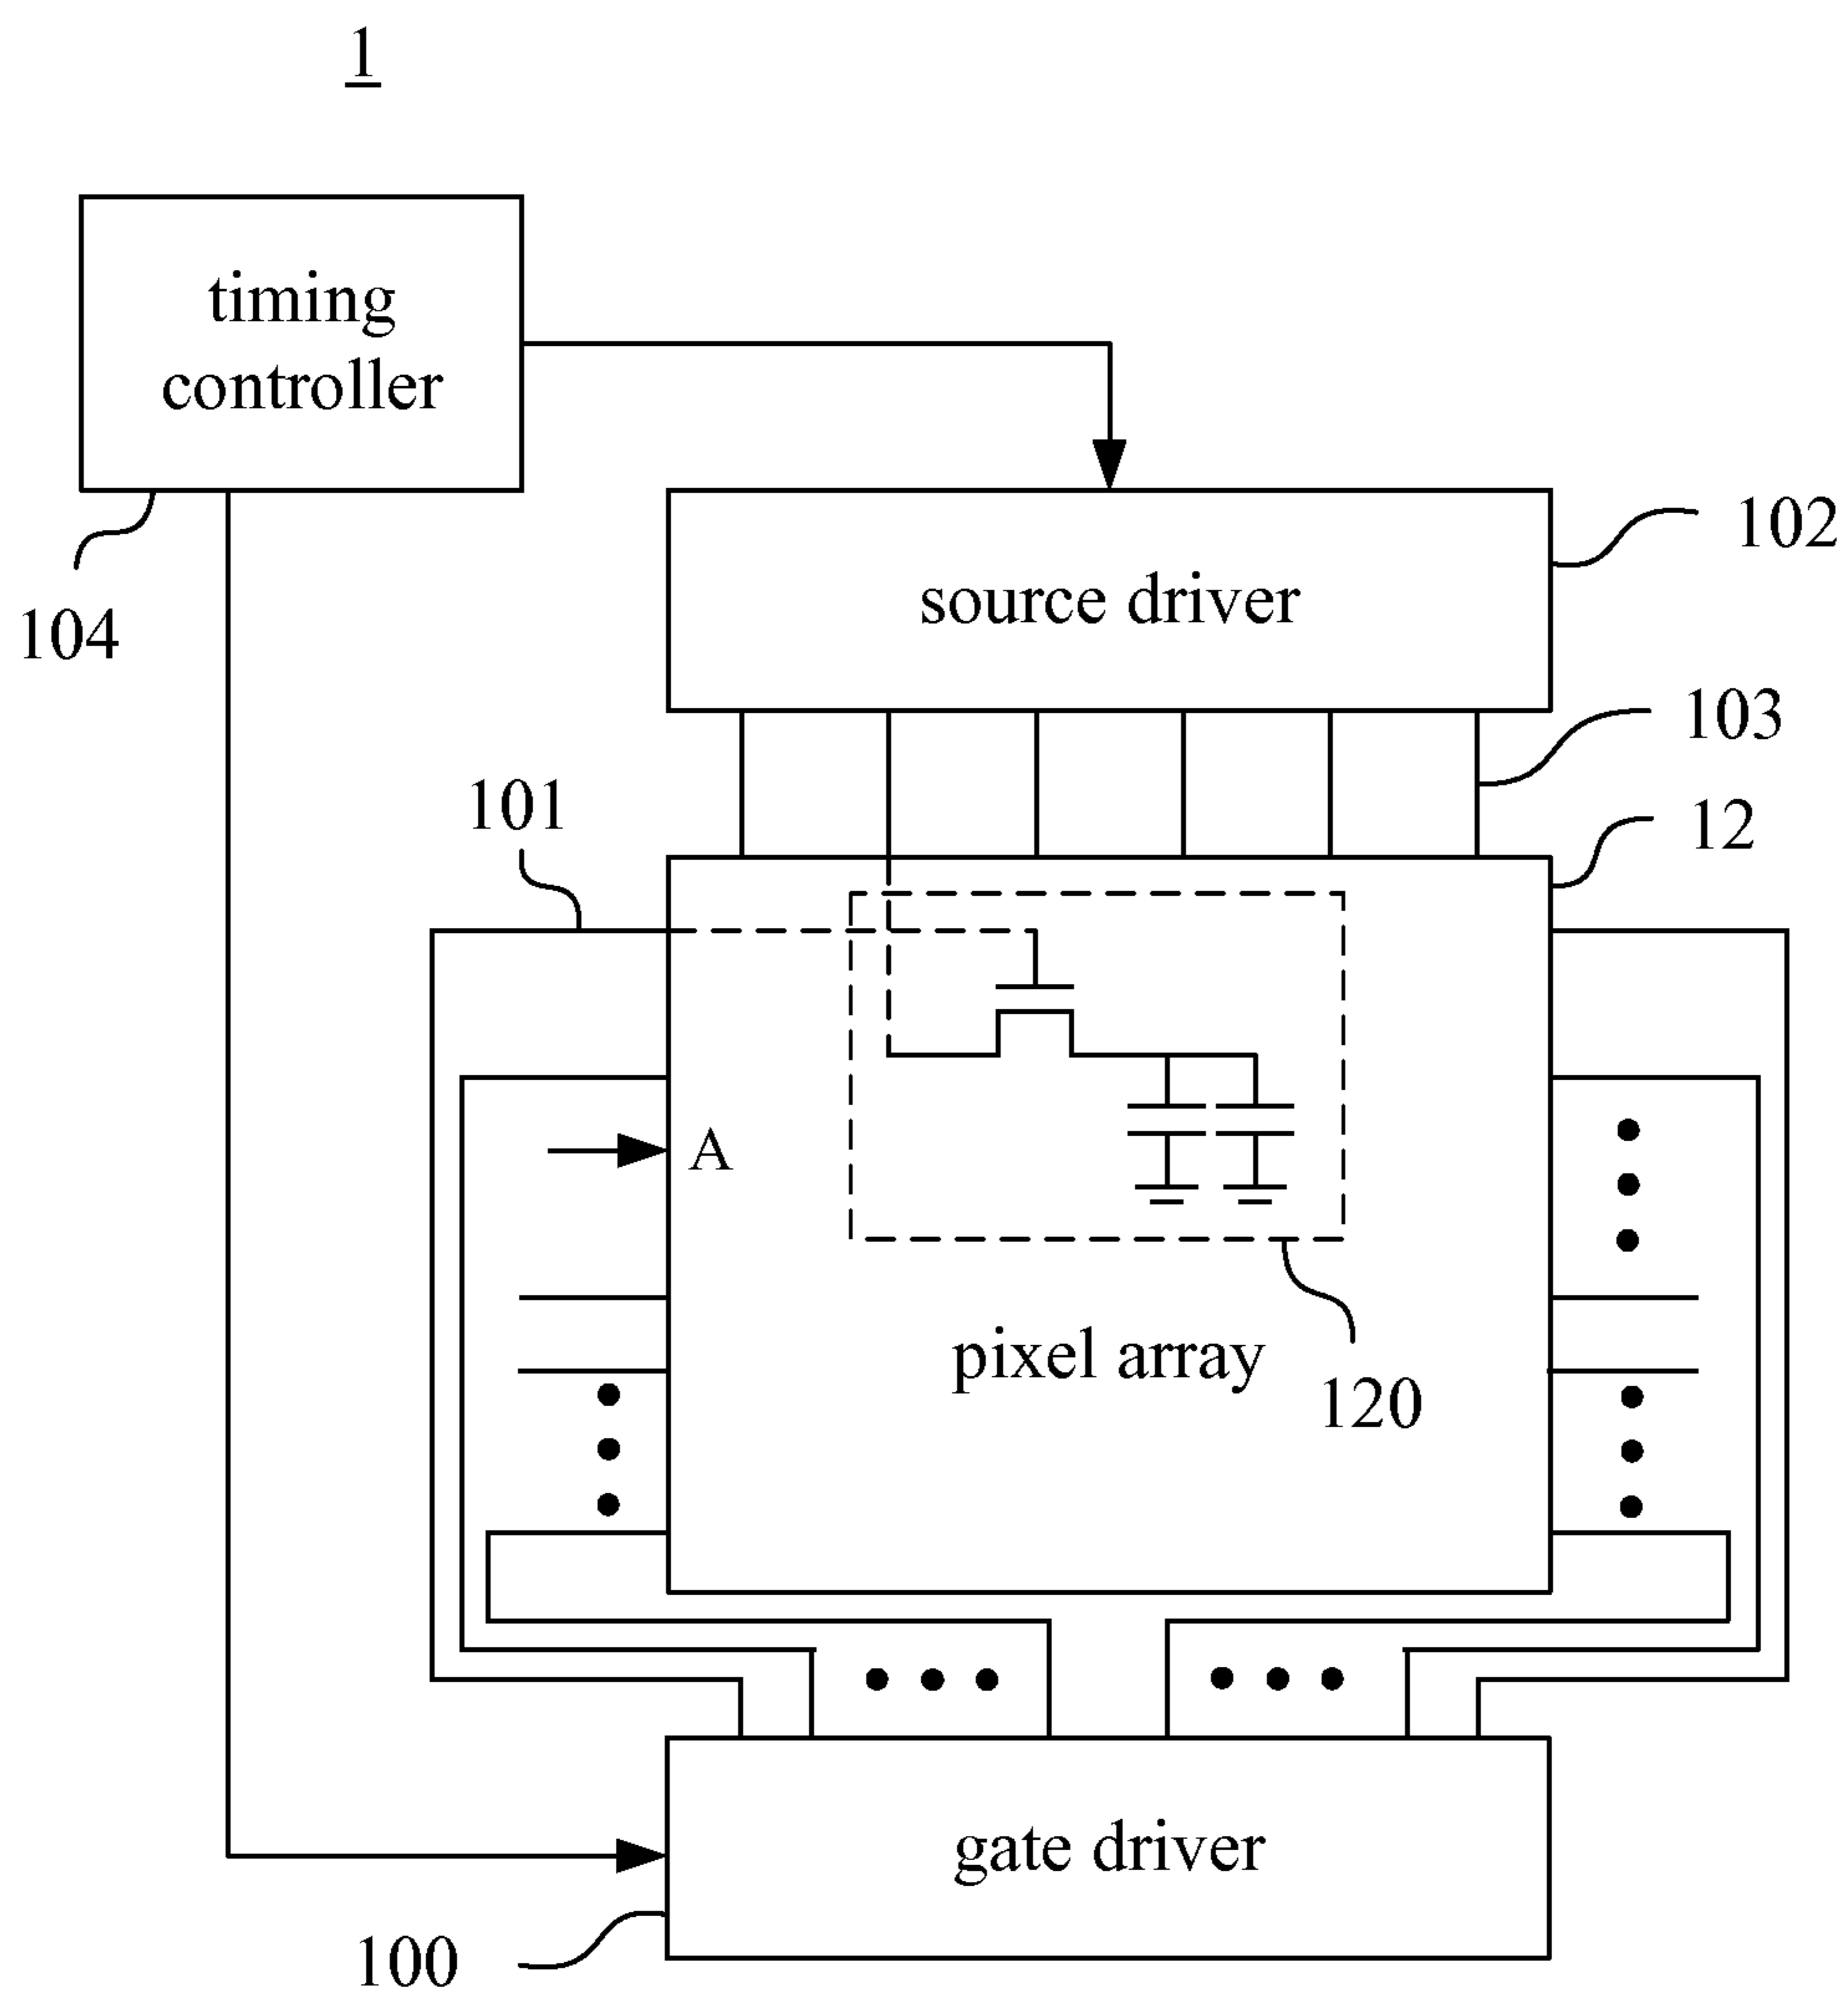 1
timing
controller
104
source driver
102
103
101
12
A
pixel array
120
gate driver
100